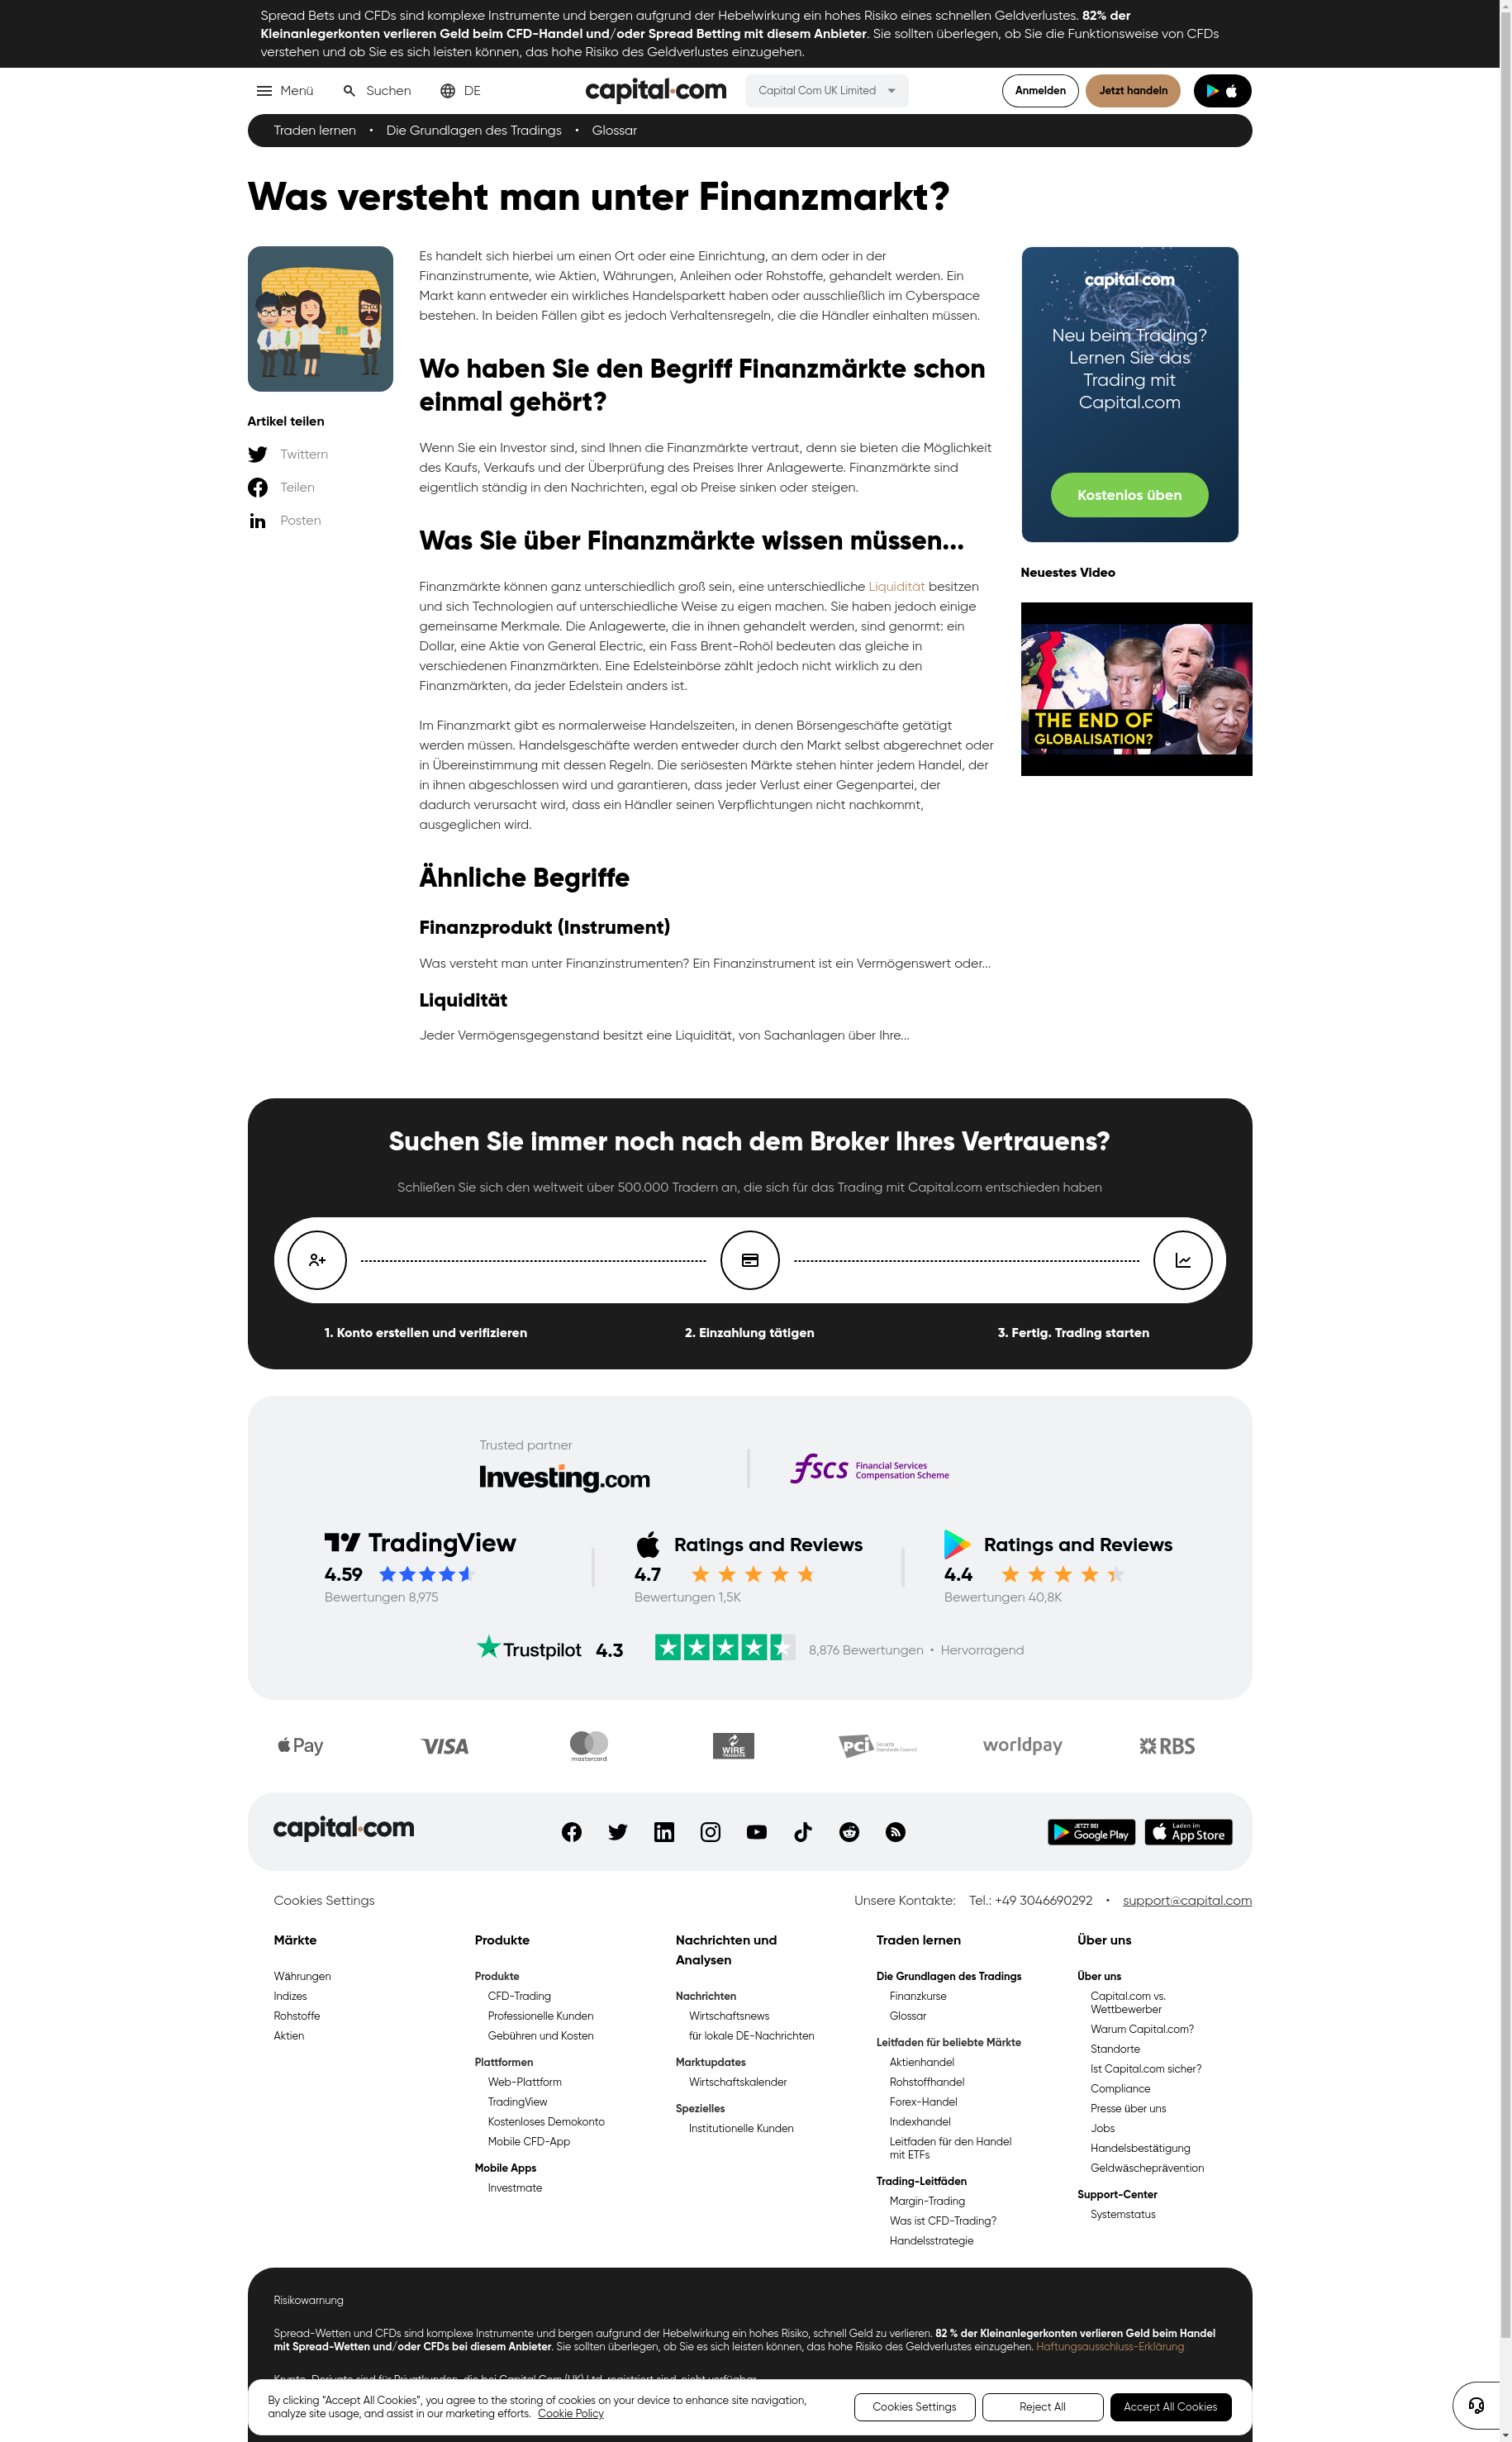 Spread Bets und CFDs sind komplexe Instrumente und bergen aufgrund der Hebelwirkung ein hohes Risiko eines schnellen Geldverlustes. 82% der
Kleinanlegerkonten verlieren Geld beim CFD-Handel und/oder Spread Betting mit diesem Anbieter. Sie sollten überlegen, ob Sie die Funktionsweise von CFDs
verstehen und ob Sie es sich leisten können, das hohe Risiko des Geldverlustes einzugehen.
Menü
Suchen
DE
capital.com
Capital Com UK Limited
Anmelden
Jetzt handeln
Traden lernen • Die Grundlagen des Tradings • Glossar
Was versteht man unter Finanzmarkt?
Artikel teilen
Twittern
Teilen
Posten
Es handelt sich hierbei um einen Ort oder eine Einrichtung, an dem oder in der
Finanzinstrumente, wie Aktien, Währungen, Anleihen oder Rohstoffe, gehandelt werden. Ein
Markt kann entweder ein wirkliches Handelsparkett haben oder ausschließlich im Cyberspace
bestehen. In beiden Fällen gibt es jedoch Verhaltensregeln, die die Händler einhalten müssen.
Wo haben Sie den Begriff Finanzmärkte schon
einmal gehört?
Wenn Sie ein Investor sind, sind Ihnen die Finanzmärkte vertraut, denn sie bieten die Möglichkeit
des Kaufs, Verkaufs und der Überprüfung des Preises Ihrer Anlagewerte. Finanzmärkte sind
eigentlich ständig in den Nachrichten, egal ob Preise sinken oder steigen.
Was Sie über Finanzmärkte wissen müssen...
Finanzmärkte können ganz unterschiedlich groß sein, eine unterschiedliche Liquidität besitzen
und sich Technologien auf unterschiedliche Weise zu eigen machen. Sie haben jedoch einige
gemeinsame Merkmale. Die Anlagewerte, die in ihnen gehandelt werden, sind genormt: ein
Dollar, eine Aktie von General Electric, ein Fass Brent-Rohöl bedeuten das gleiche in
verschiedenen Finanzmärkten. Eine Edelsteinbörse zählt jedoch nicht wirklich zu den
Finanzmärkten, da jeder Edelstein anders ist.
Im Finanzmarkt gibt es normalerweise Handelszeiten, in denen Börsengeschäfte getätigt
werden müssen. Handelsgeschäfte werden entweder durch den Markt selbst abgerechnet oder
in Übereinstimmung mit dessen Regeln. Die seriösesten Märkte stehen hinter jedem Handel, der
in ihnen abgeschlossen wird und garantieren, dass jeder Verlust einer Gegenpartei, der
dadurch verursacht wird, dass ein Händler seinen Verpflichtungen nicht nachkommt,
ausgeglichen wird.
Ähnliche Begriffe
Finanzprodukt (Instrument)
Was versteht man unter Finanzinstrumenten? Ein Finanzinstrument ist ein Vermögenswert oder...
Liquidität
Jeder Vermögensgegenstand besitzt eine Liquidität, von Sachanlagen über Ihre...
capital.com
Neu beim Trading?
Lernen Sie das
Trading mit
Capital.com
Kostenlos üben
Neuestes Video
THE END OF
GLOBALISATION?
Suchen Sie immer noch nach dem Broker Ihres Vertrauens?
Schließen Sie sich den weltweit über 500.000 Tradern an, die sich für das Trading mit Capital.com entschieden haben
1. Konto erstellen und verifizieren
2. Einzahlung tätigen
3. Fertig. Trading starten
Trusted partner
Investing.com
fscs Financial Services
Compensation Scheme
TradingView
4.59
Bewertungen 8,975
Ratings and Reviews
4.7
Bewertungen 1,5K
Ratings and Reviews
4.4
Bewertungen 40,8K
Trustpilot 4.3
8,876 Bewertungen • Hervorragend
Pay
VISA
mastercard
WIRE
TRANSFER
PCI Security
Standards Council
worldpay
RBS
capital.com
JETZT BEI
Google Play
Laden im
App Store
Cookies Settings
Unsere Kontakte: Tel.: +49 3046690292 • support@capital.com
Märkte
Währungen
Indizes
Rohstoffe
Aktien
Produkte
Produkte
CFD-Trading
Professionelle Kunden
Gebühren und Kosten
Plattformen
Web-Plattform
TradingView
Kostenloses Demokonto
Mobile CFD-App
Mobile Apps
Investmate
Nachrichten und
Analysen
Nachrichten
Wirtschaftsnews
für lokale DE-Nachrichten
Marktupdates
Wirtschaftskalender
Spezielles
Institutionelle Kunden
Traden lernen
Die Grundlagen des Tradings
Finanzkurse
Glossar
Leitfaden für beliebte Märkte
Aktienhandel
Rohstoffhandel
Forex-Handel
Indexhandel
Leitfaden für den Handel
mit ETFs
Trading-Leitfäden
Margin-Trading
Was ist CFD-Trading?
Handelsstrategie
Über uns
Über uns
Capital.com vs.
Wettbewerber
Warum Capital.com?
Standorte
Ist Capital.com sicher?
Compliance
Presse über uns
Jobs
Handelsbestätigung
Geldwäscheprävention
Support-Center
Systemstatus
Risikowarnung
Spread-Wetten und CFDs sind komplexe Instrumente und bergen aufgrund der Hebelwirkung ein hohes Risiko, schnell Geld zu verlieren. 82 % der Kleinanlegerkonten verlieren Geld beim Handel
mit Spread-Wetten und/oder CFDs bei diesem Anbieter. Sie sollten überlegen, ob Sie es sich leisten können, das hohe Risiko des Geldverlustes einzugehen. Haftungsausschluss-Erklärung
Krypto-Derivate sind für Privatkunden, die bei Capital Com (UK) Ltd. registriert sind, nicht verfügbar.
By clicking “Accept All Cookies”, you agree to the storing of cookies on your device to enhance site navigation,
analyze site usage, and assist in our marketing efforts. Cookie Policy
Cookies Settings
Reject All
Accept All Cookies